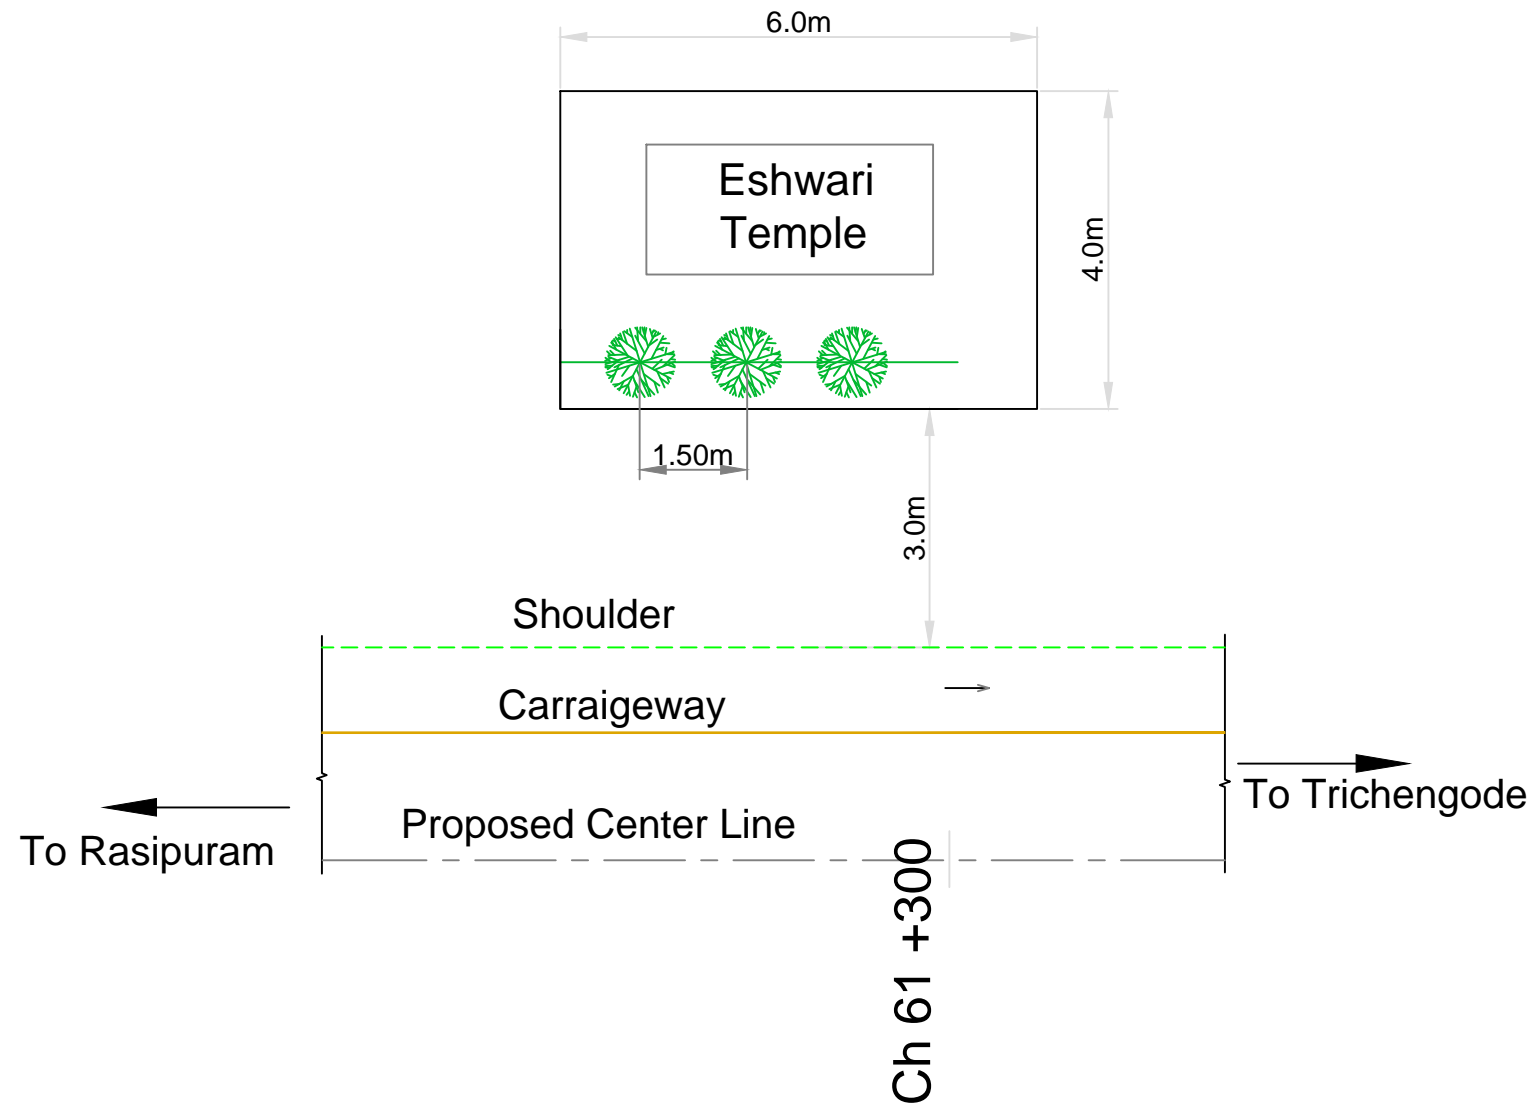 6.0m
Eshwari
Temple
4.0m
1.50m
3.0m
Shoulder
Carraigeway
To Trichengode
Proposed Center Line
To Rasipuram
Ch 61 +300